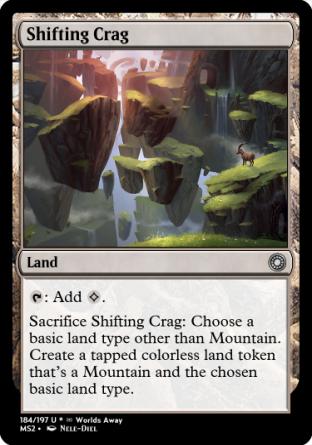 Shifting Crag
Land
: Add .
Sacrifice Shifting Crag: Choose a
basic land type other than Mountain.
Create a tapped colorless land token
that's a Mountain and the chosen
basic land type.
184/197 U * ∞ Worlds Away
MS2 • Nele-Diel